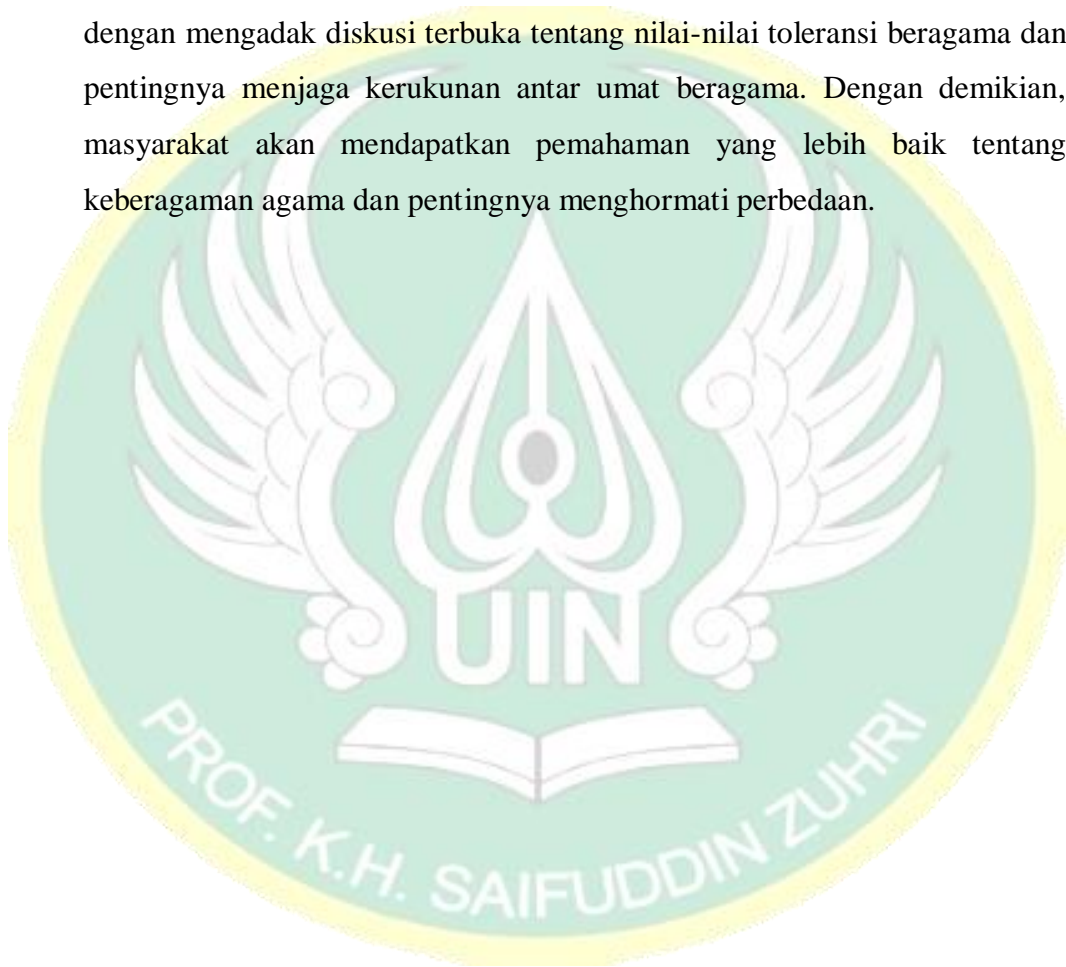 dengan mengadak diskusi terbuka tentang nilai-nilai toleransi beragama dan
pentingnya menjaga kerukunan antar umat beragama. Dengan demikian,
masyarakat akan mendapatkan pemahaman yang lebih baik tentang
keberagaman agama dan pentingnya menghormati perbedaan.
UIN
PROF. K.H. SAIFUDDIN ZUHRI